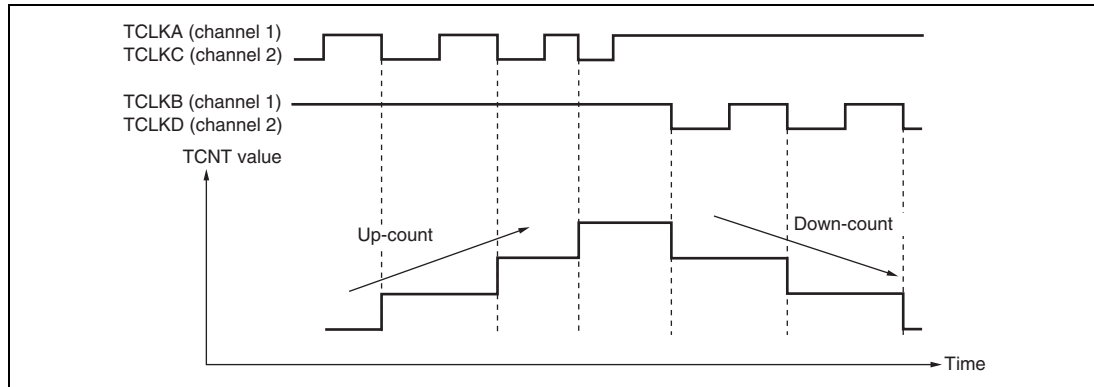 TCLKA (channel 1)
TCLKC (channel 2)
TCLKB (channel 1)
TCLKD (channel 2)
TCNT value
Up-count
Down-count
Time